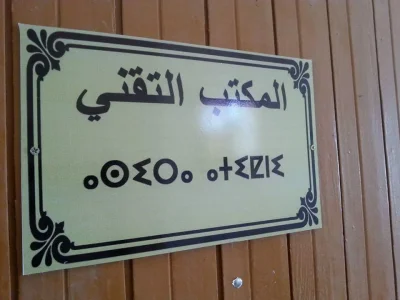 المكتب التقني
ⴰⵙⵉⵔⴰ ⴰⵜⵉⵇⵏⵉ